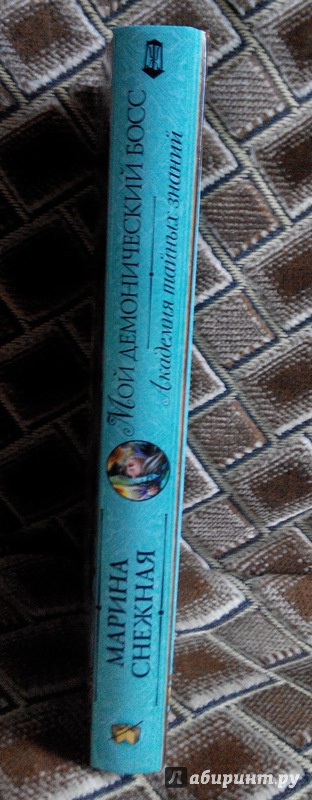 МАРИНА
СНЕЖНАЯ
МОЙ ДЕМОНИЧЕСКИЙ БОСС
Академия тайных знаний
Лабиринт.ру